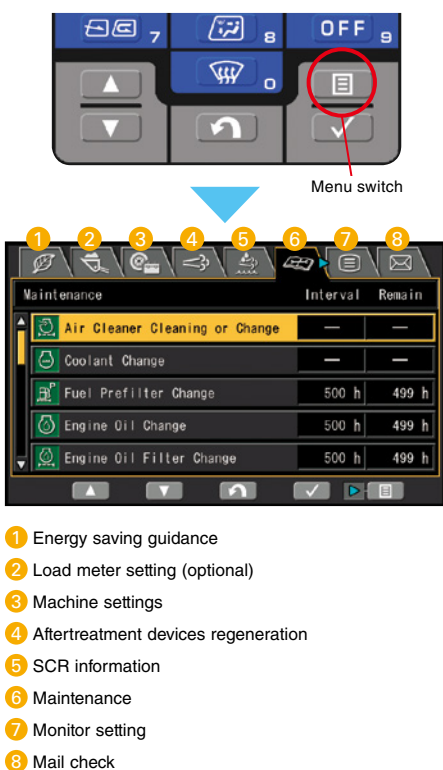 7
8
OFF 9
0
Menu switch
1 2 3 4 5 6 7 8
Maintenance Interval Remain
Air Cleaner Cleaning or Change — —
Coolant Change — —
Fuel Prefilter Change 500 h 499 h
Engine Oil Change 500 h 499 h
Engine Oil Filter Change 500 h 499 h
1 Energy saving guidance
2 Load meter setting (optional)
3 Machine settings
4 Aftertreatment devices regeneration
5 SCR information
6 Maintenance
7 Monitor setting
8 Mail check